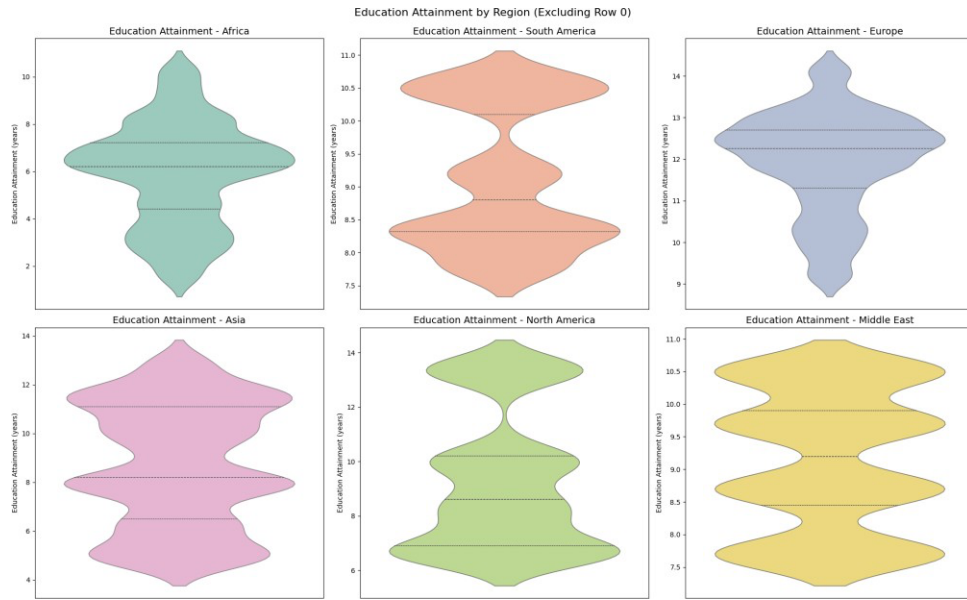 Education Attainment by Region (Excluding Row 0)
Education Attainment - Africa
Education Attainment (years)
10
8
6
4
2
Education Attainment - South America
Education Attainment (years)
11.0
10.5
10.0
9.5
9.0
8.5
8.0
7.5
Education Attainment - Europe
Education Attainment (years)
14
13
12
11
10
9
Education Attainment - Asia
Education Attainment (years)
14
12
10
8
6
4
Education Attainment - North America
Education Attainment (years)
14
12
10
8
6
Education Attainment - Middle East
Education Attainment (years)
11.0
10.5
10.0
9.5
9.0
8.5
8.0
7.5